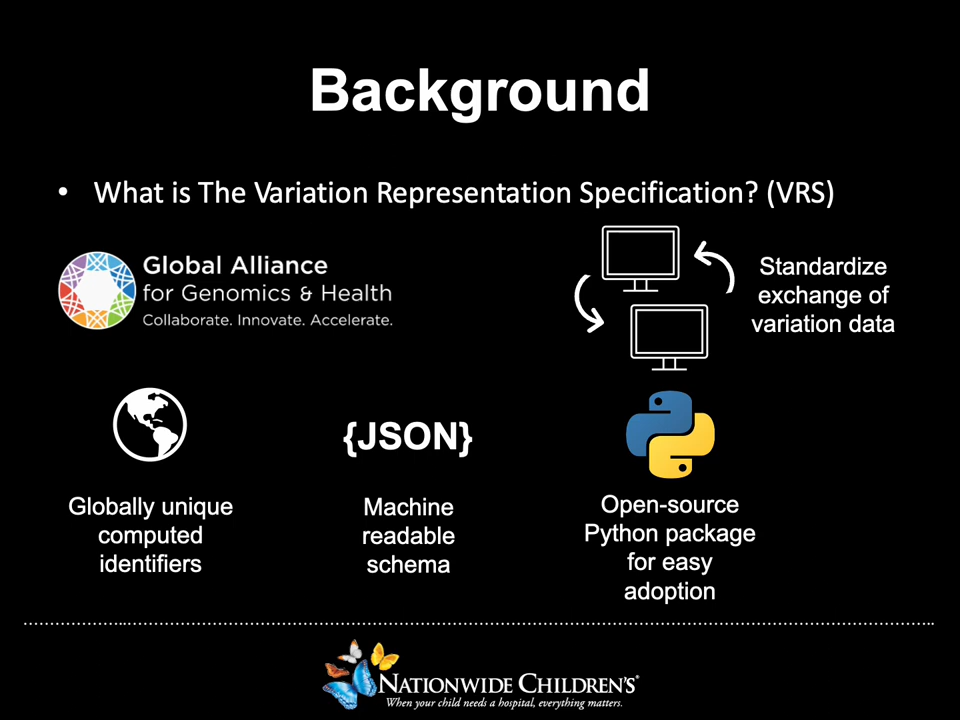 Background
• What is The Variation Representation Specification? (VRS)
Global Alliance
for Genomics & Health
Collaborate. Innovate. Accelerate.
Standardize
exchange of
variation data
Globally unique
computed
identifiers
{JSON}
Machine
readable
schema
Open-source
Python package
for easy
adoption
NATIONWIDE CHILDREN'S®
When your child needs a hospital, everything matters.